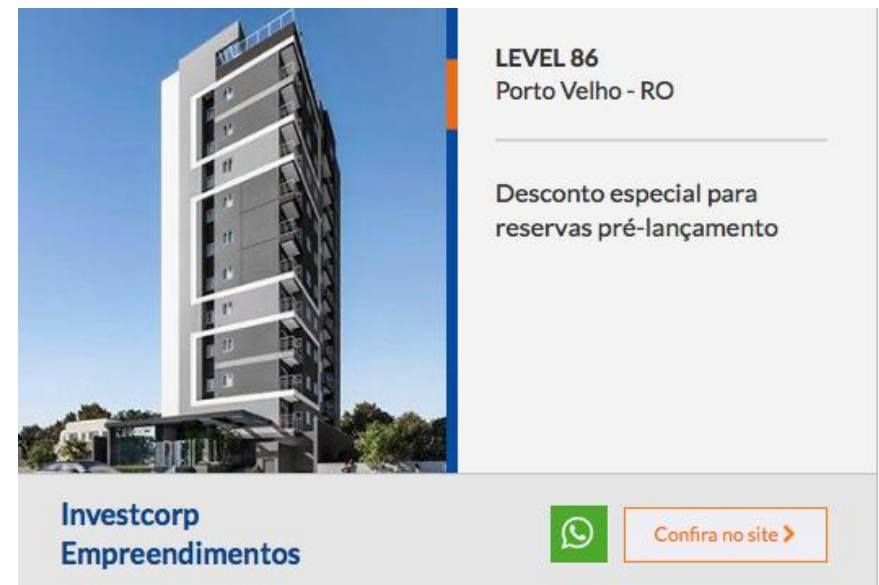 LEVEL 86
Porto Velho - RO
Desconto especial para
reservas pré-lançamento
Investcorp
Empreendimentos
Confira no site